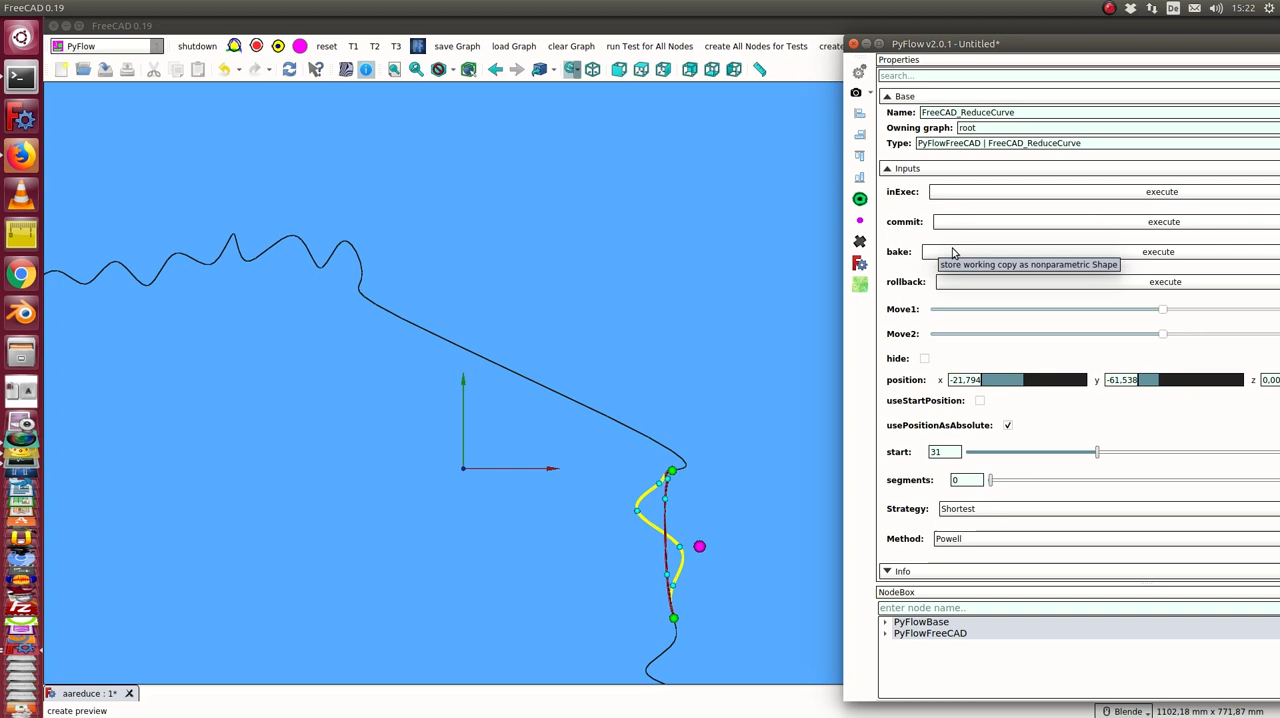 FreeCAD 0.19
De
15:22
FreeCAD 0.19
PyFlow
shutdown
reset
T1
T2
T3
save Graph
load Graph
clear Graph
run Test for All Nodes
create All Nodes for Tests
create
PyFlow v2.0.1 - Untitled*
Properties
search...
Base
Name: FreeCAD_ReduceCurve
Owning graph: root
Type: PyFlowFreeCAD | FreeCAD_ReduceCurve
Inputs
inExec: execute
commit: execute
bake: execute
store working copy as nonparametric Shape
rollback: execute
Move1:
Move2:
hide:
position x -21,794 y -61,538 z 0,00
useStartPosition:
usePositionAsAbsolute:
start: 31
segments: 0
Strategy: Shortest
Method: Powell
Info
NodeBox
enter node name..
PyFlowBase
PyFlowFreeCAD
aareduce : 1*
create preview
Blende
1102,18 mm x 771,87 mm